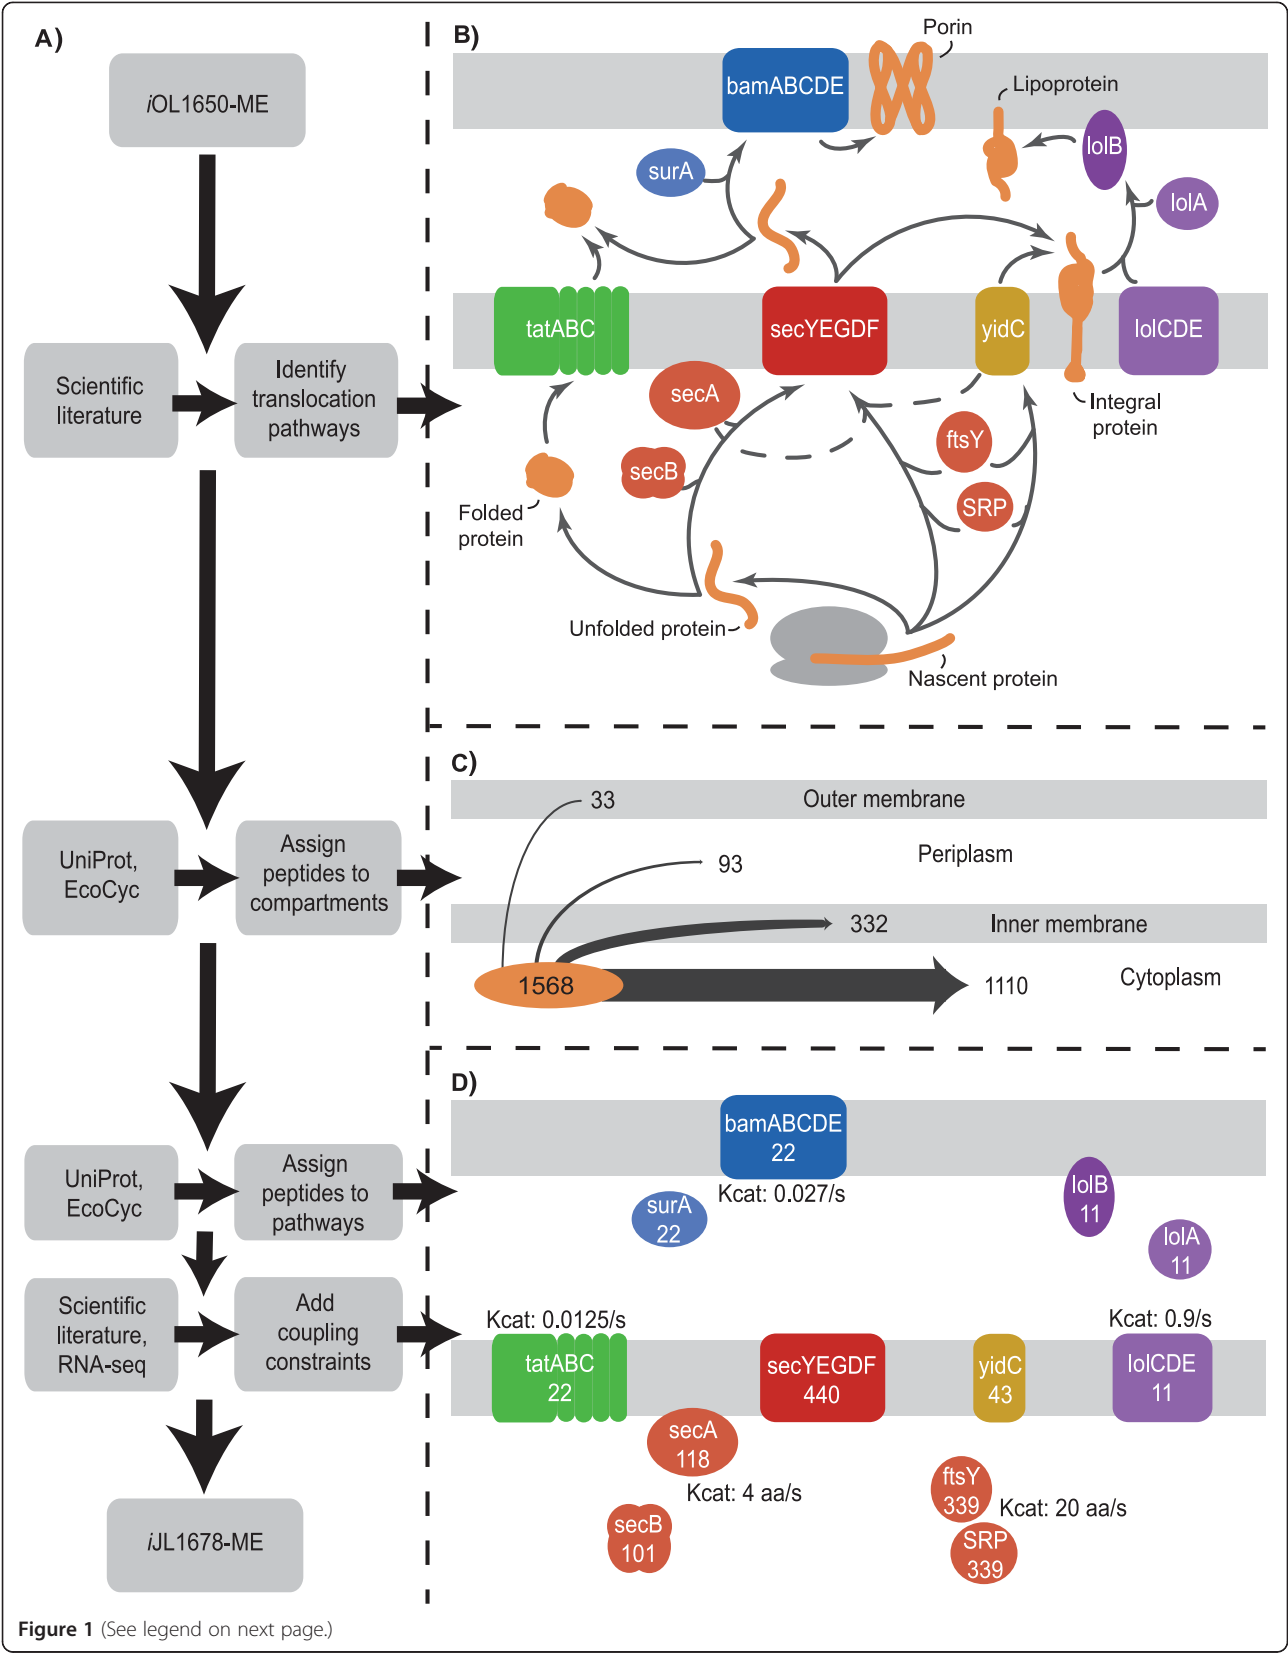 A)
iOL1650-ME
Scientific
literature
Identify
translocation
pathways
UniProt,
EcoCyc
Assign
peptides to
compartments
UniProt,
EcoCyc
Assign
peptides to
pathways
Scientific
literature,
RNA-seq
Add
coupling
constraints
iJL1678-ME
B)
Porin
bamABCDE
Lipoprotein
lolB
surA
lolA
tatABC
secYEGDF
yidC
lolCDE
secA
Integral
protein
ftsY
secB
SRP
Folded
protein
Unfolded protein
Nascent protein
C)
33
Outer membrane
93
Periplasm
332
Inner membrane
1568
1110
Cytoplasm
D)
bamABCDE
22
Kcat: 0.027/s
surA
22
lolB
11
lolA
11
Kcat: 0.0125/s
Kcat: 0.9/s
tatABC
22
secYEGDF
440
yidC
43
lolCDE
11
secA
118
Kcat: 4 aa/s
ftsY
339
Kcat: 20 aa/s
secB
101
SRP
339
Figure 1 (See legend on next page.)